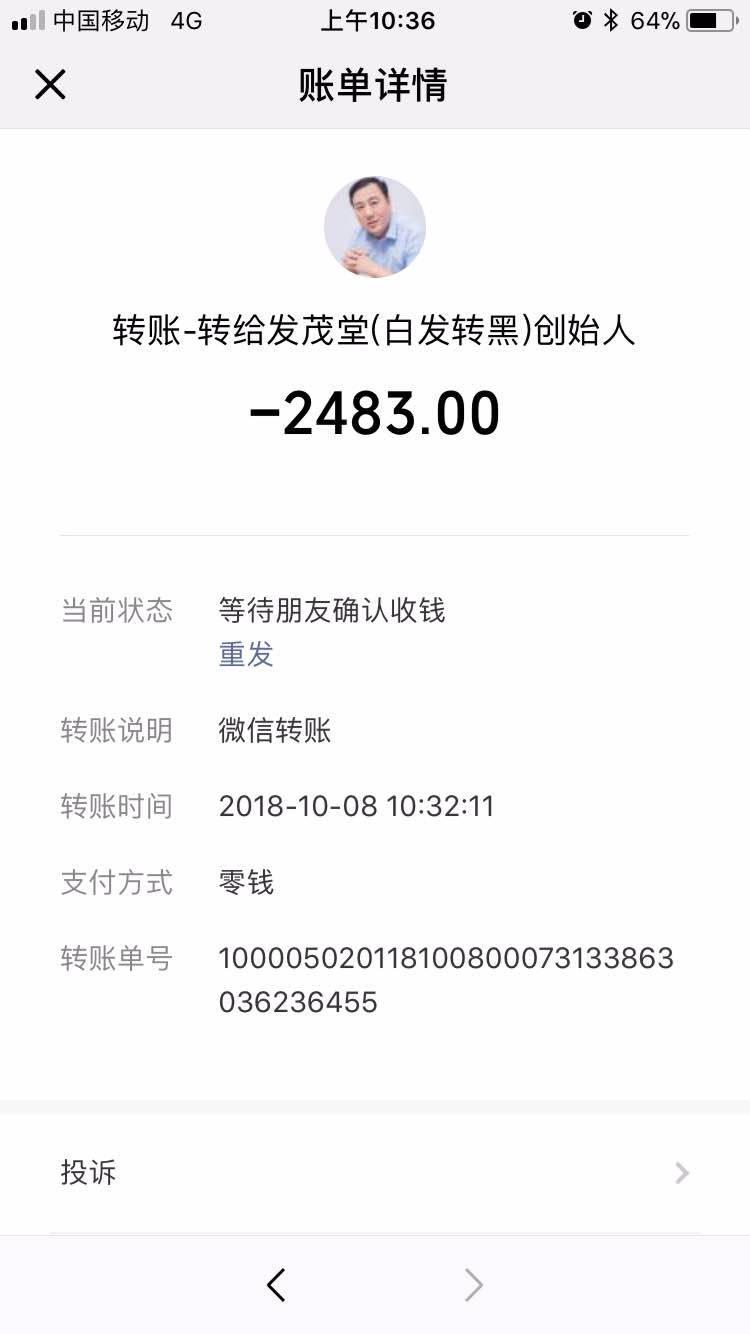 中国移动 4G 上午10:36 64%
账单详情
转账-转给发茂堂(白发转黑)创始人
-2483.00
当前状态 等待朋友确认收钱
重发
转账说明 微信转账
转账时间 2018-10-08 10:32:11
支付方式 零钱
转账单号 1000050201181008000731338​63
036236455
投诉